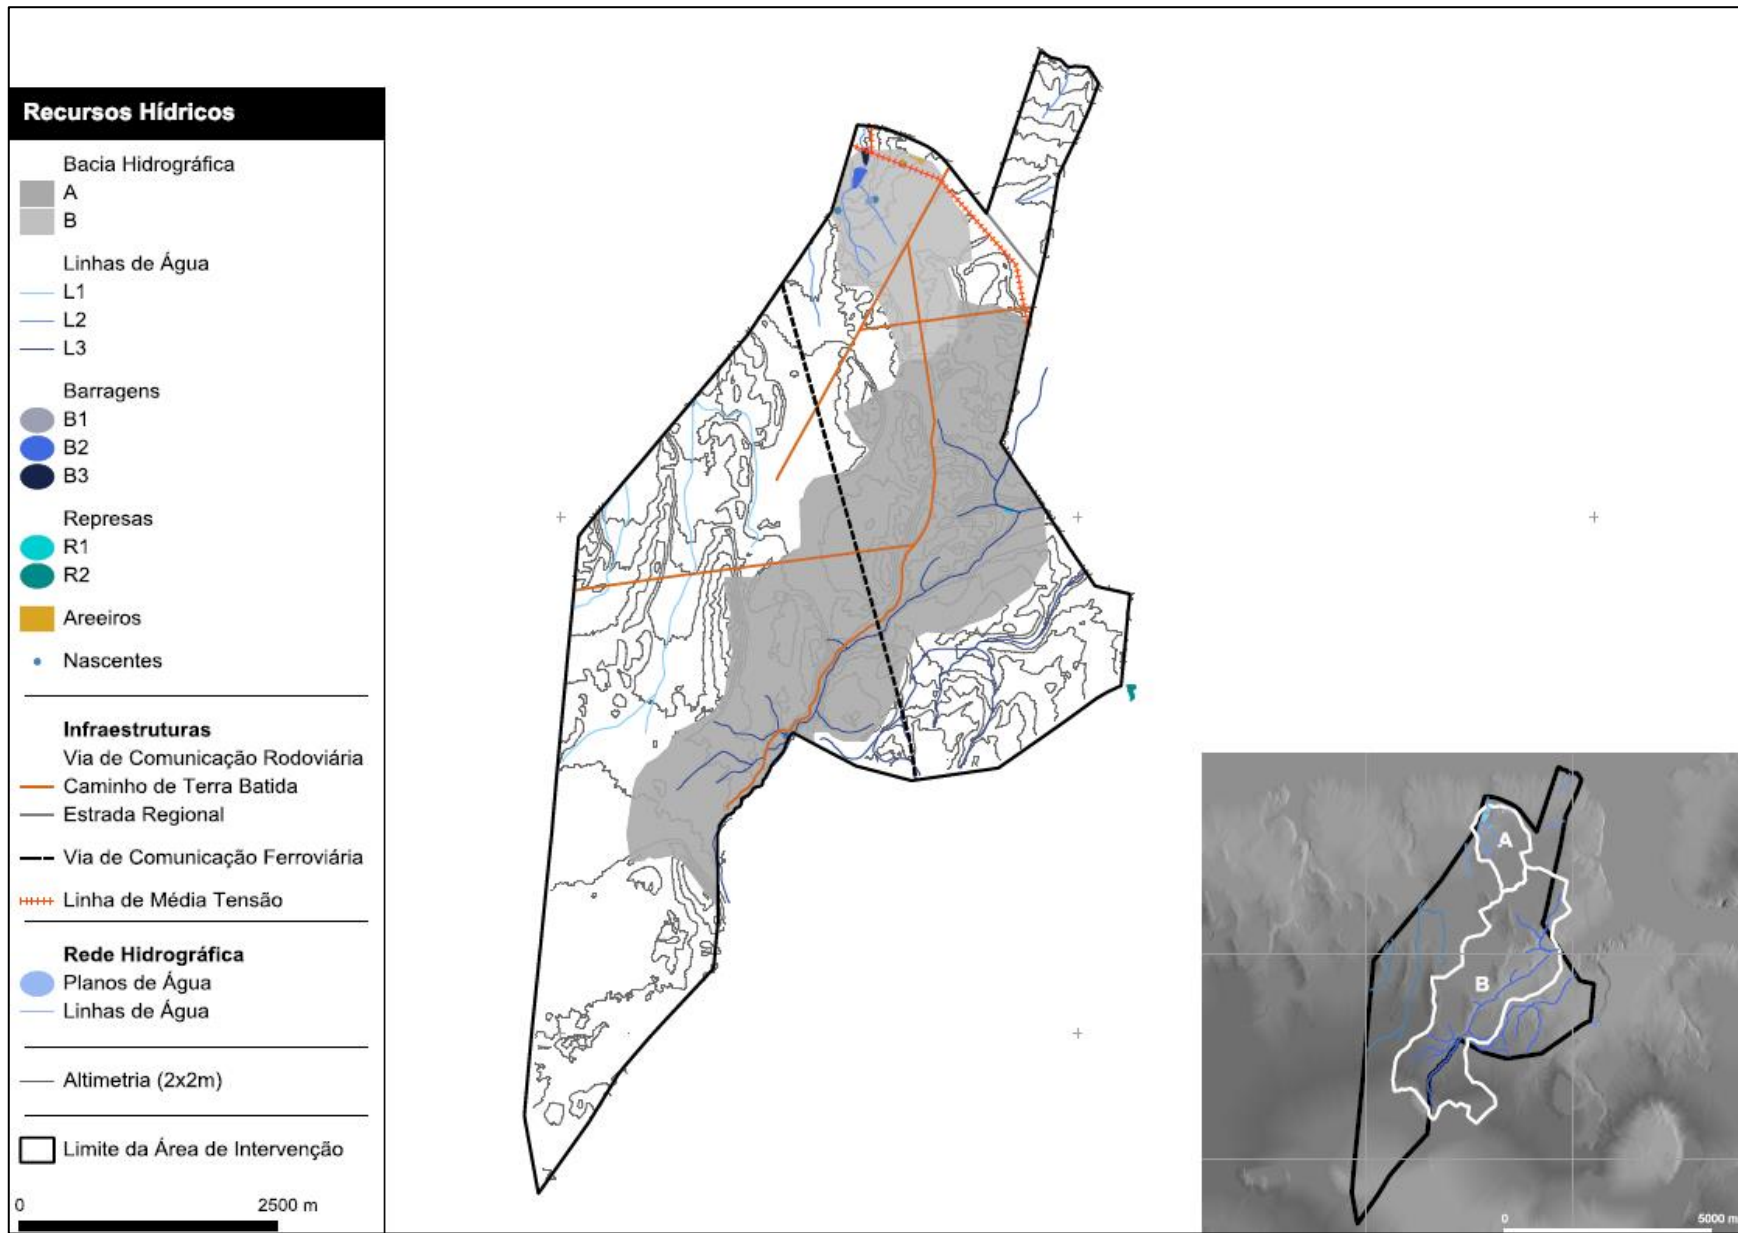 Recursos Hídricos
Bacia Hidrográfica
A
B
Linhas de Água
L1
L2
L3
Barragens
B1
B2
B3
Represas
R1
R2
Areeiros
Nascentes
Infraestruturas
Via de Comunicação Rodoviária
Caminho de Terra Batida
Estrada Regional
Via de Comunicação Ferroviária
Linha de Média Tensão
Rede Hidrográfica
Planos de Água
Linhas de Água
Altimetria (2x2m)
Limite da Área de Intervenção
0 2500 m
A
B
0 5000 m